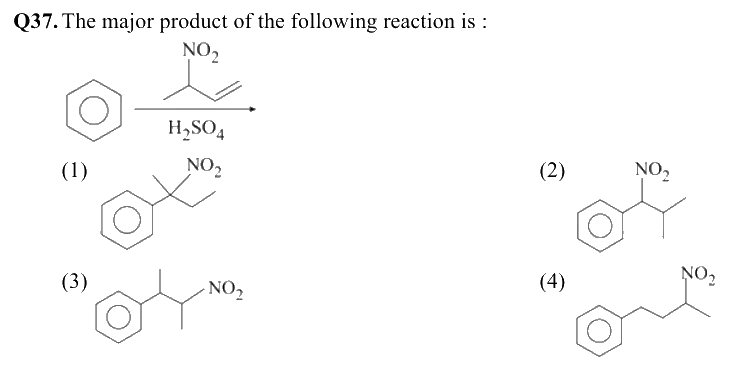 Q37. The major product of the following reaction is :
NO2
H2SO4
(1)
NO2
(2)
NO2
(3)
NO2
(4)
NO2